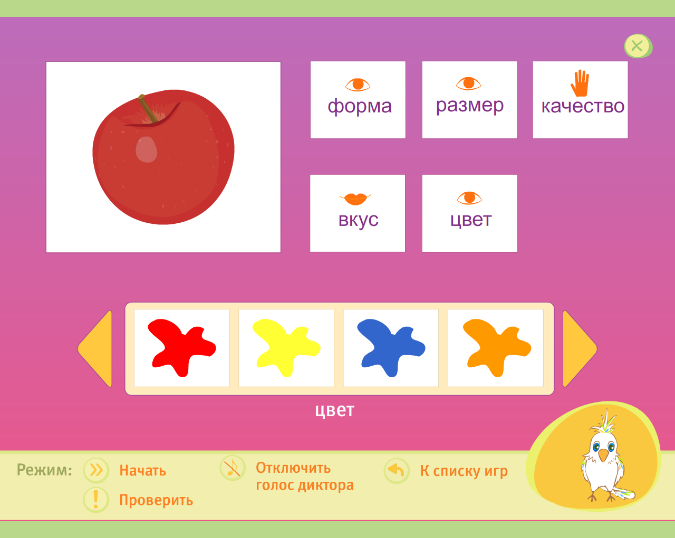 форма
размер
качество
вкус
цвет
цвет
Режим:
Начать
Проверить
Отключить
голос диктора
К списку игр